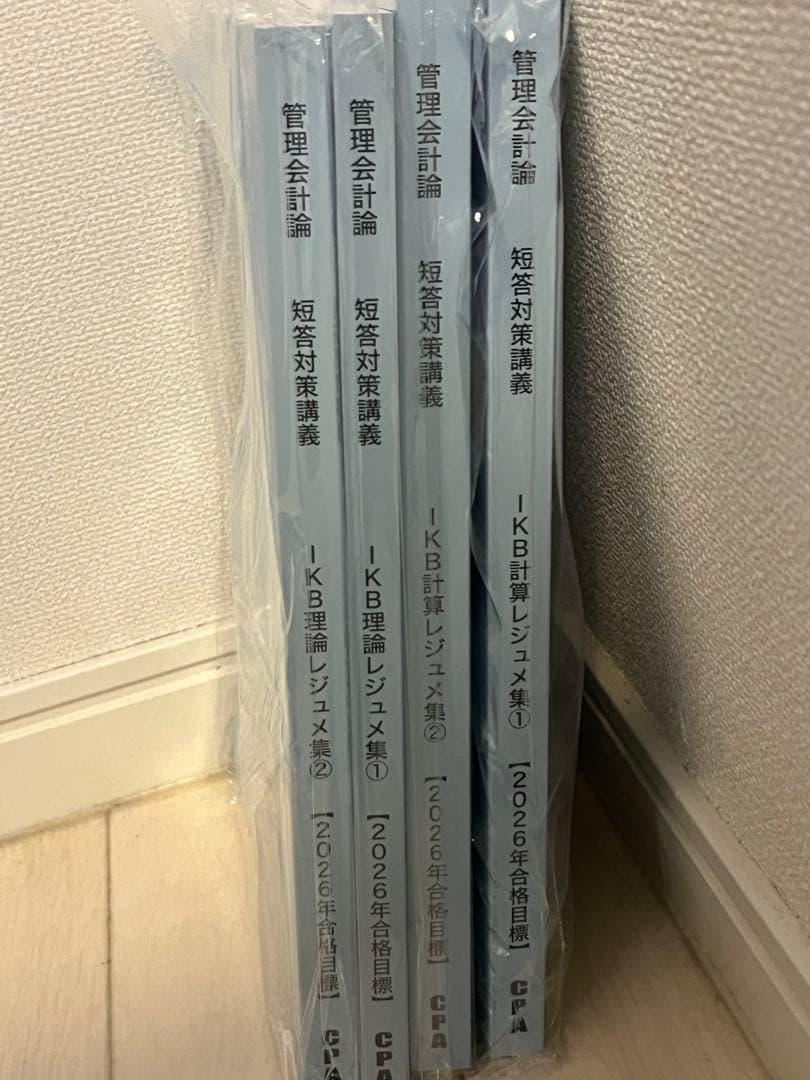 管理会計論 短答対策講義 IKB理論レジュメ集② 【2026年合格目標】 CPA
管理会計論 短答対策講義 IKB理論レジュメ集① 【2026年合格目標】 CPA
管理会計論 短答対策講義 IKB計算レジュメ集② 【2026年合格目標】 CPA
管理会計論 短答対策講義 IKB計算レジュメ集① 【2026年合格目標】 CPA